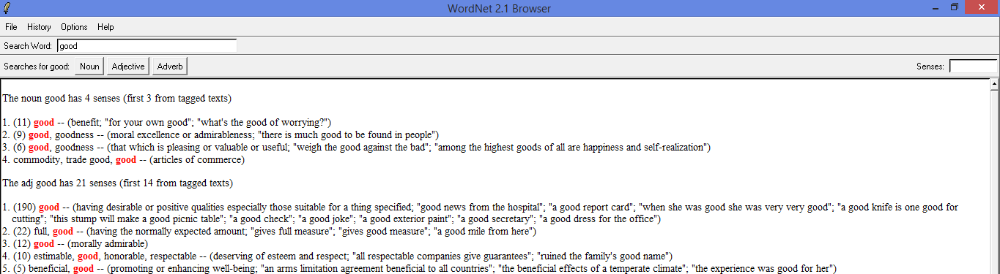 WordNet 2.1 Browser
File History Options Help
Search Word: good
Searches for good: Noun Adjective Adverb Senses:
The noun good has 4 senses (first 3 from tagged texts)
1. (11) good -- (benefit; "for your own good"; "what's the good of worrying?")
2. (9) good, goodness -- (moral excellence or admirableness; "there is much good to be found in people")
3. (6) good, goodness -- (that which is pleasing or valuable or useful; "weigh the good against the bad"; "among the highest goods of all are happiness and self-realization")
4. commodity, trade good, good -- (articles of commerce)
The adj good has 21 senses (first 14 from tagged texts)
1. (190) good -- (having desirable or positive qualities especially those suitable for a thing specified; "good news from the hospital"; "a good report card"; "when she was good she was very very good"; "a good knife is one good for
cutting"; "this stump will make a good picnic table"; "a good check"; "a good joke"; "a good exterior paint"; "a good secretary"; "a good dress for the office")
2. (22) full, good -- (having the normally expected amount; "gives full measure"; "gives good measure"; "a good mile from here")
3. (12) good -- (morally admirable)
4. (10) estimable, good, honorable, respectable -- (deserving of esteem and respect; "all respectable companies give guarantees"; "ruined the family's good name")
5. (5) beneficial, good -- (promoting or enhancing well-being; "an arms limitation agreement beneficial to all countries"; "the beneficial effects of a temperate climate"; "the experience was good for her")